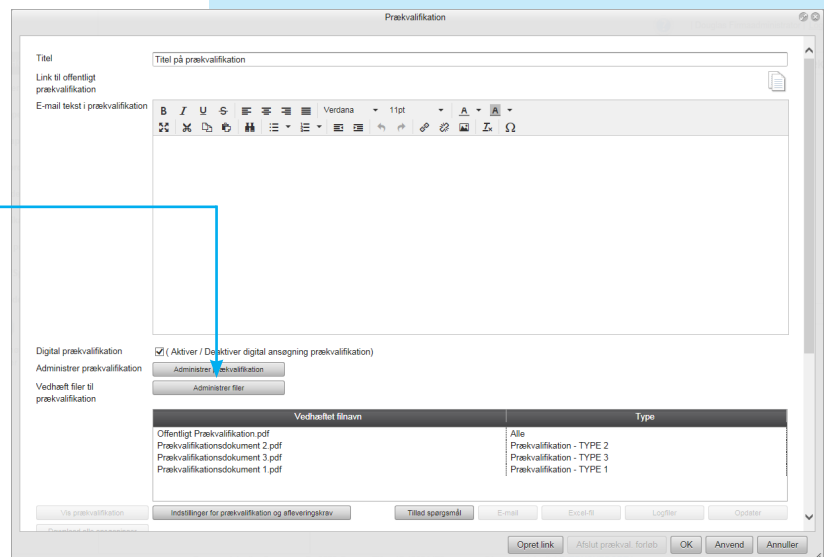 Prækvalifikation
Titel
Titel på prækvalifikation
Link til offentligt
prækvalifikation
E-mail tekst i prækvalifikation
B I U S Verdana 11pt A A
Ω
Digital prækvalifikation
( Aktiver / Deaktiver digital ansøgning prækvalifikation)
Administrer prækvalifikation
Administrer prækvalifikation
Vedhæft filer til
prækvalifikation
Administrer filer
Vedhæftet filnavn Type
Offentligt Prækvalifikation.pdf Alle
Prækvalifikationsdokument 2.pdf Prækvalifikation - TYPE 2
Prækvalifikationsdokument 3.pdf Prækvalifikation - TYPE 3
Prækvalifikationsdokument 1.pdf Prækvalifikation - TYPE 1
Vis prækvalifikation Indstillinger for prækvalifikation og afleveringskrav Tillad spørgsmål E-mail Excel-fil Logfiler Opdater
Opret link Afslut prækval. forløb OK Anvend Annuller